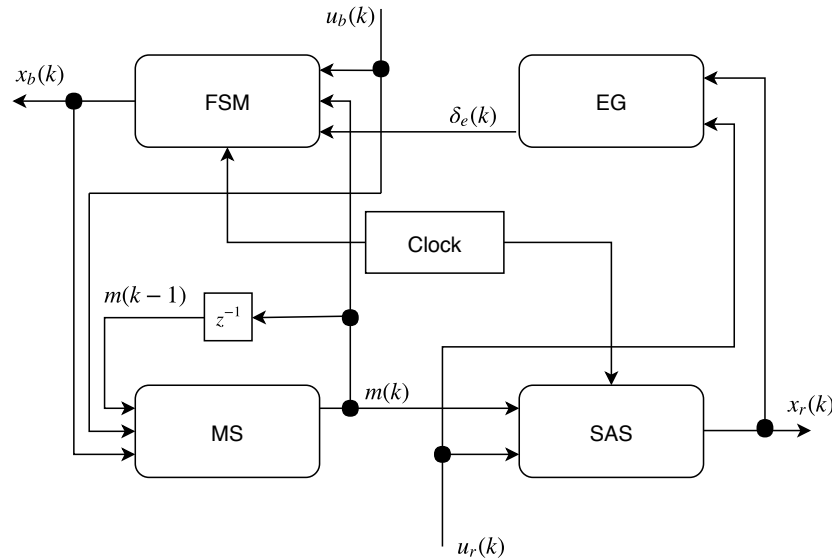 u_b(k)
x_b(k)
FSM
EG
δ_e(k)
Clock
m(k − 1)
z⁻¹
m(k)
x_r(k)
MS
SAS
u_r(k)